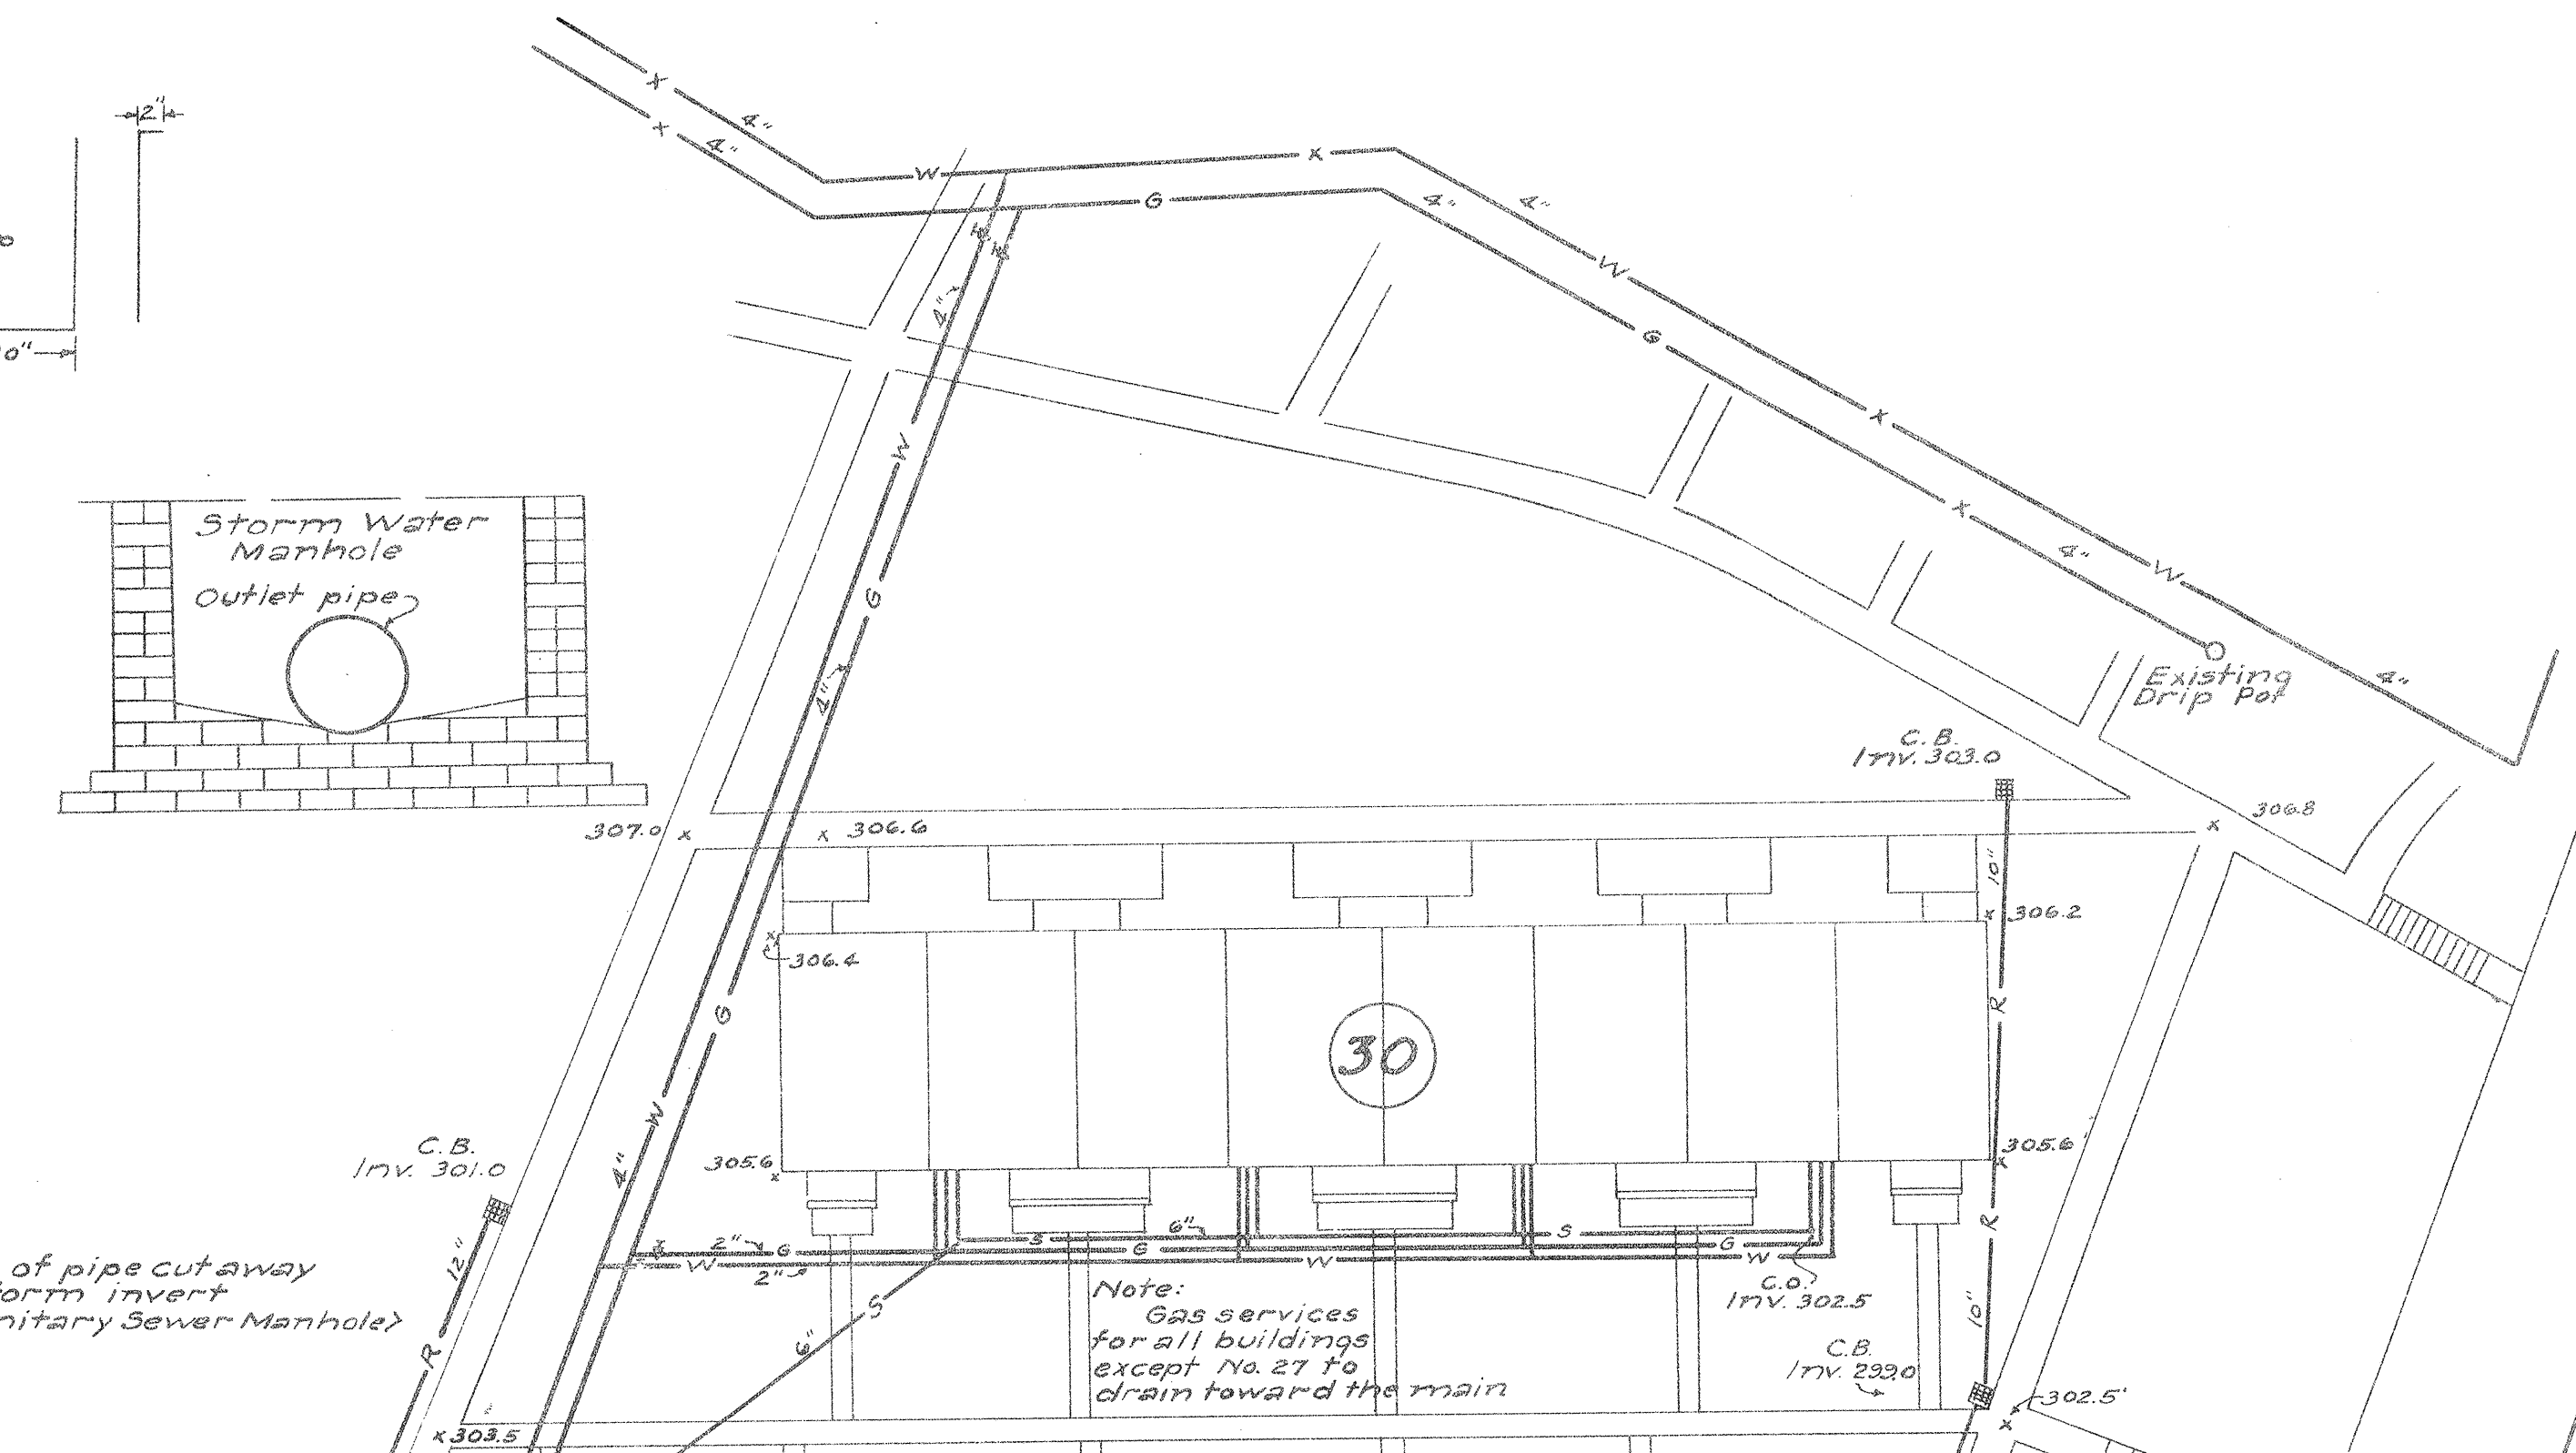 2"
0"
X
4"
X
4"
W
X
G
4"
4"
W
G
X
X
4"
W
4"
Existing
Drip Pot
4"
W
G
4"
Storm Water
Manhole
Outlet pipe
C.B.
Inv. 303.0
307.0 x
x 306.6
306.8
x
10"
x 306.2
x
306.4
R
G
30
W
4"
C.B.
Inv. 301.0
305.6
x
305.6
x
R
12"
R
2"
G
W
2"
S
6"
G
W
S
G
W
6"
S
C.O.
Inv. 302.5
10"
C.B.
Inv. 299.0
302.5
x
Note:
Gas services
for all buildings
except No. 27 to
drain toward the main
of pipe cut away
orm invert
nitary Sewer Manhole>
x 303.5